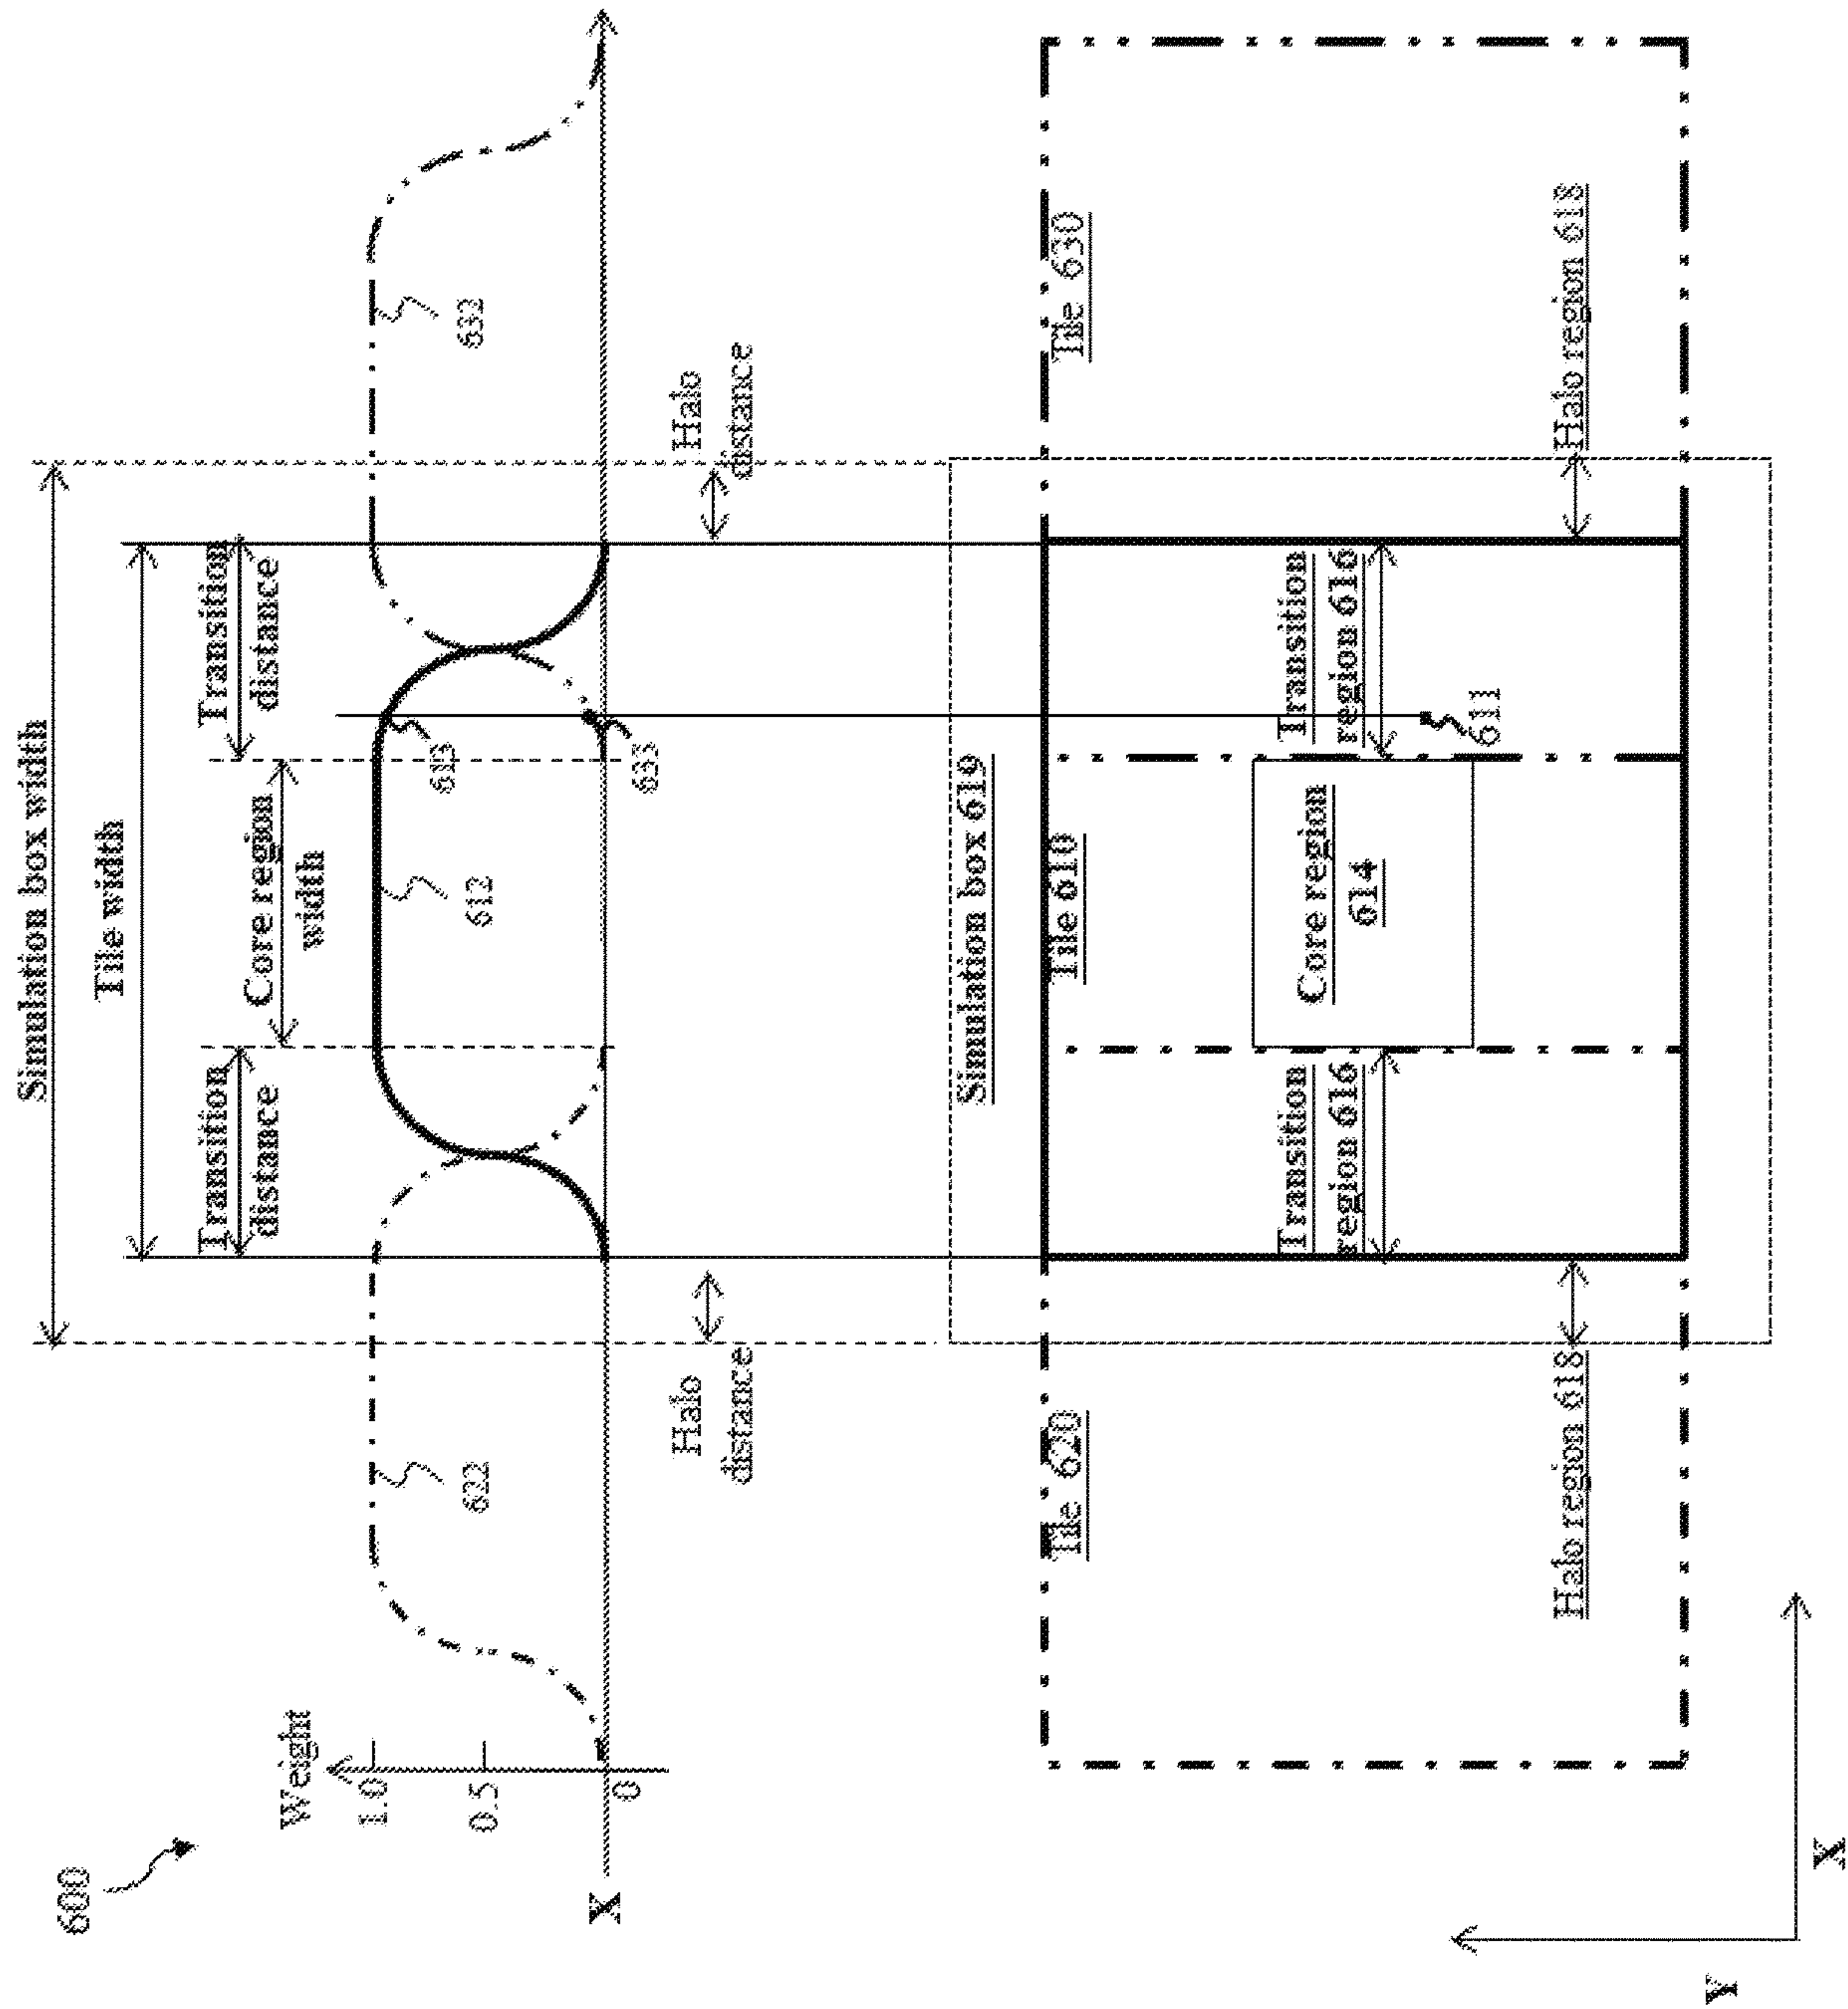 600
Simulation box width
Tile width
Transition
distance
Core region
width
Transition
distance
Weight
1.0
0.5
0
X
622
612
613
633
632
Halo
distance
Halo
distance
Simulation box 619
Tile 620
Tile 610
Tile 630
Transition
region 616
Core region
614
Transition
region 616
611
Halo region 618
Halo region 618
Y
X